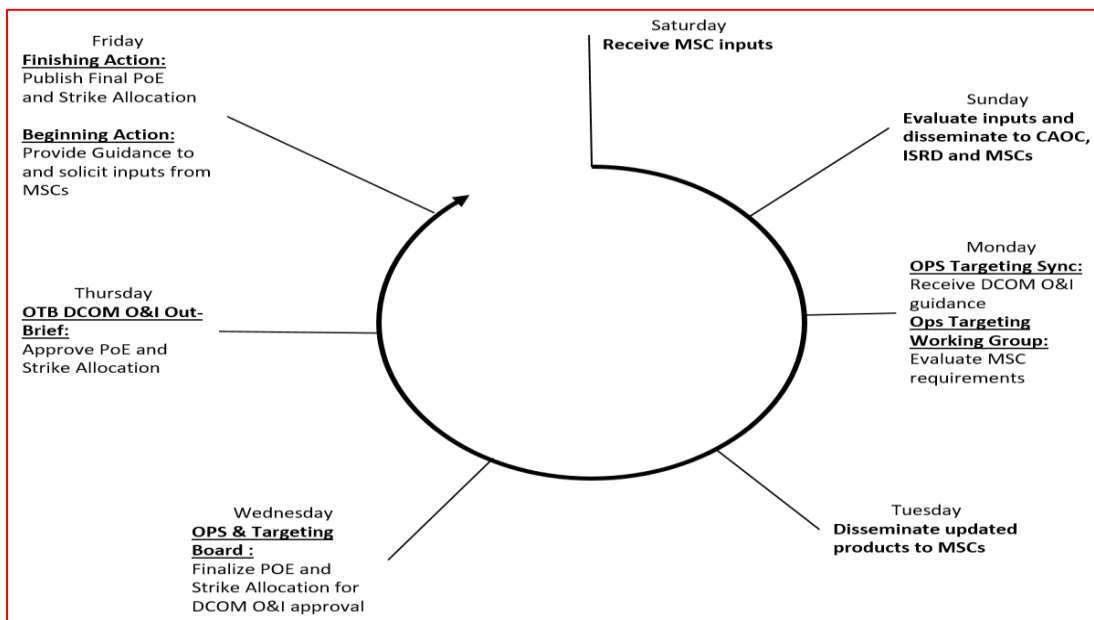 Saturday
Receive MSC inputs
Sunday
Evaluate inputs and
disseminate to CAOC,
ISRD and MSCs
Monday
OPS Targeting Sync:
Receive DCOM O&I
guidance
Ops Targeting
Working Group:
Evaluate MSC
requirements
Tuesday
Disseminate updated
products to MSCs
Wednesday
OPS & Targeting
Board :
Finalize POE and
Strike Allocation for
DCOM O&I approval
Thursday
OTB DCOM O&I Out-
Brief:
Approve PoE and
Strike Allocation
Friday
Finishing Action:
Publish Final PoE
and Strike Allocation
Beginning Action:
Provide Guidance to
and solicit inputs from
MSCs